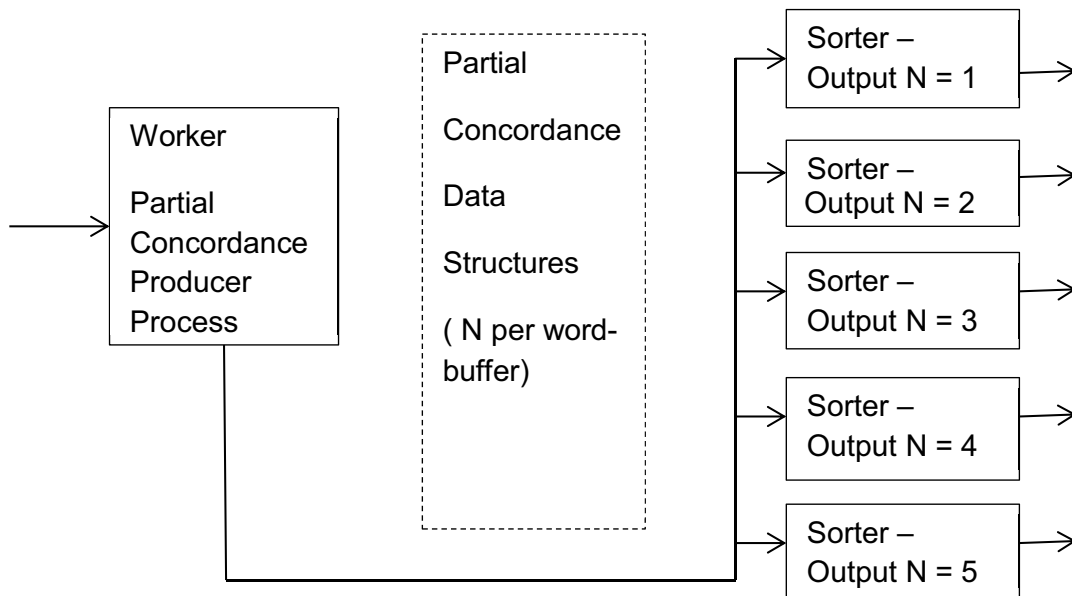 Worker
Partial
Concordance
Producer
Process
Partial
Concordance
Data
Structures
( N per word-
buffer)
Sorter –
Output N = 1
Sorter –
Output N = 2
Sorter –
Output N = 3
Sorter –
Output N = 4
Sorter –
Output N = 5